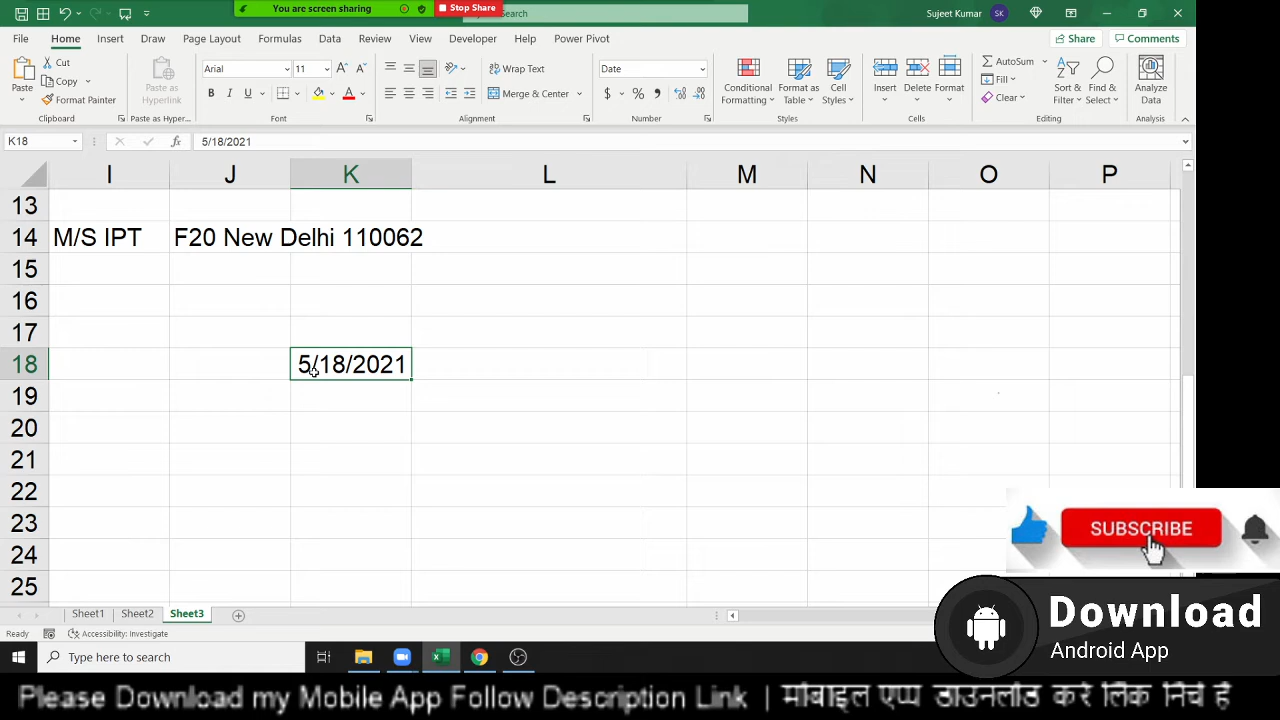 You are screen sharing
Stop Share
Search
Sujeet Kumar
SK
File
Home
Insert
Draw
Page Layout
Formulas
Data
Review
View
Developer
Help
Power Pivot
Share
Comments
Paste
Cut
Copy
Format Painter
Clipboard
Paste as
Hyperlink
Paste as Hyper...
Arial
11
B I U
Font
Wrap Text
Merge & Center
Alignment
Date
$ % ,
Number
Conditional
Formatting
Format as
Table
Cell
Styles
Styles
Insert
Delete
Format
Cells
AutoSum
Fill
Clear
Sort &
Filter
Find &
Select
Editing
Analyze
Data
Analysis
K18
fx
5/18/2021
I J K L M N O P
13
14 M/S IPT F20 New Delhi 110062
15
16
17
18 5/18/2021
19
20
21
22
23
24
25
SUBSCRIBE
Download
Android App
Sheet1
Sheet2
Sheet3
Ready
Accessibility: Investigate
Type here to search
Please Download my Mobile App Follow Description Link | मोबाइल एप्प डाउनलोड करे लिंक निचे है